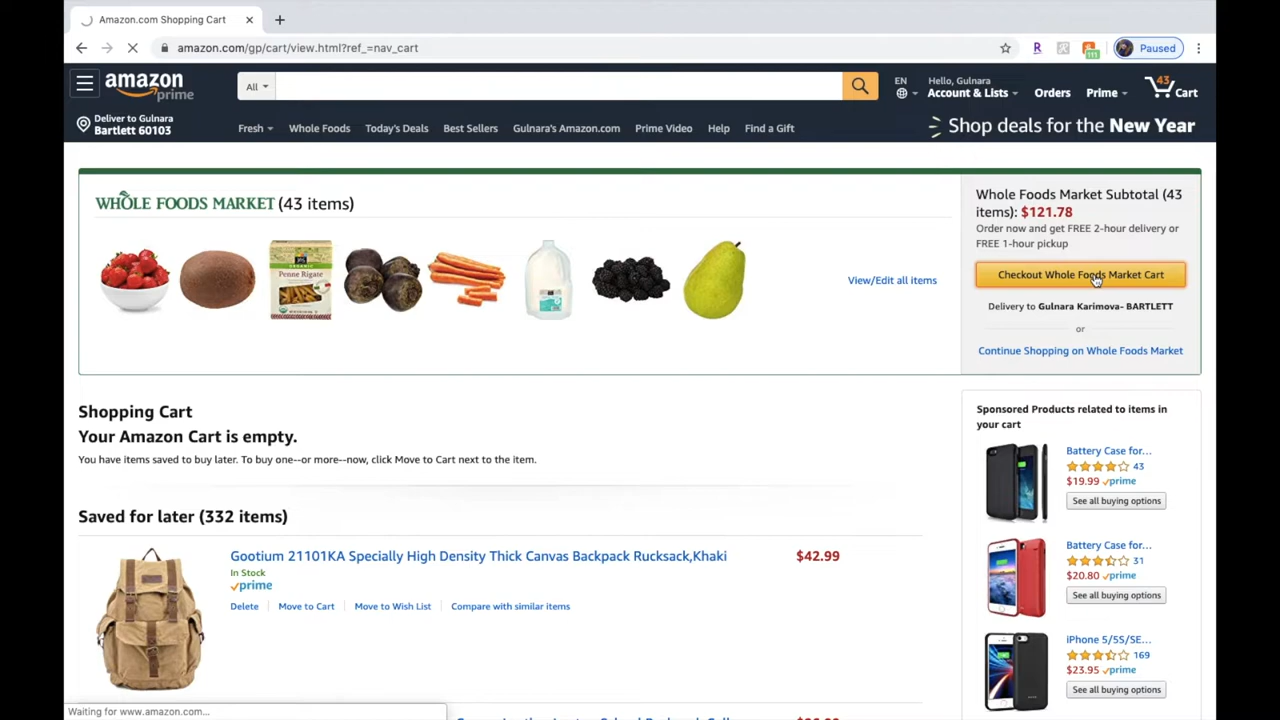 Amazon.com Shopping Cart
amazon.com/gp/cart/view.html?ref_=nav_cart
R
111
Paused
amazon
prime
All
EN
Hello, Gulnara
Account & Lists
Orders
Prime
43
Cart
Deliver to Gulnara
Bartlett 60103
Fresh
Whole Foods
Today's Deals
Best Sellers
Gulnara's Amazon.com
Prime Video
Help
Find a Gift
Shop deals for the New Year
WHOLE FOODS MARKET (43 items)
ORGANIC
Penne Rigate
View/Edit all items
Whole Foods Market Subtotal (43
items): $121.78
Order now and get FREE 2-hour delivery or
FREE 1-hour pickup
Checkout Whole Foods Market Cart
Delivery to Gulnara Karimova- BARTLETT
or
Continue Shopping on Whole Foods Market
Shopping Cart
Your Amazon Cart is empty.
You have items saved to buy later. To buy one--or more--now, click Move to Cart next to the item.
Saved for later (332 items)
Gootium 21101KA Specially High Density Thick Canvas Backpack Rucksack,Khaki
$42.99
In Stock
prime
Delete
Move to Cart
Move to Wish List
Compare with similar items
Sponsored Products related to items in
your cart
Battery Case for...
43
$19.99 prime
See all buying options
Battery Case for...
31
$20.80 prime
See all buying options
iPhone 5/5S/SE...
169
$23.95 prime
See all buying options
Waiting for www.amazon.com...